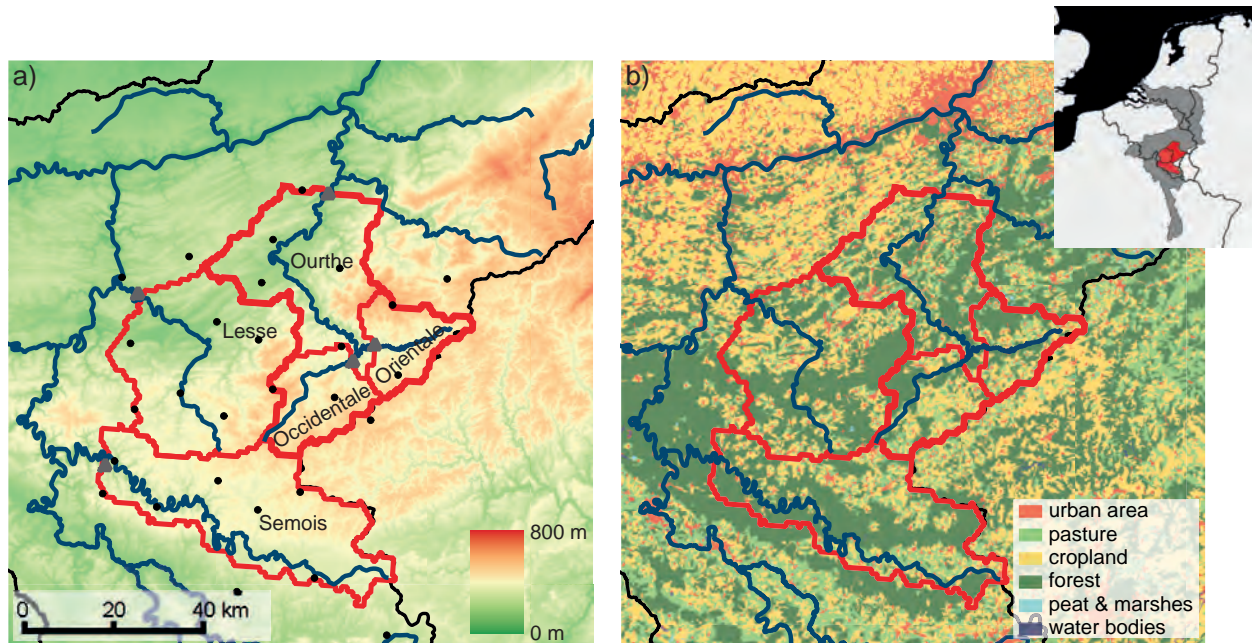 a)
Ourthe
Lesse
Orientale
Occidentale
Semois
800 m
0 m
0 20 40 km
b)
urban area
pasture
cropland
forest
peat & marshes
water bodies